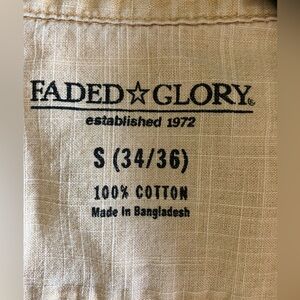 FADED☆GLORY®
established 1972
S (34/36)
100% COTTON
Made In Bangladesh